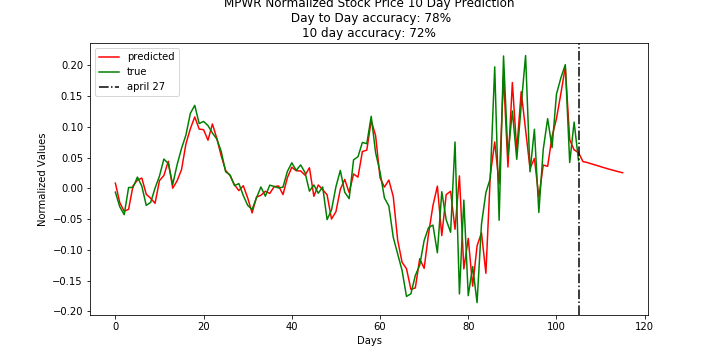 MPWR Normalized Stock Price 10 Day Prediction
Day to Day accuracy: 78%
10 day accuracy: 72%
predicted
true
april 27
Normalized Values
0.20
0.15
0.10
0.05
0.00
−0.05
−0.10
−0.15
−0.20
0
20
40
60
80
100
120
Days